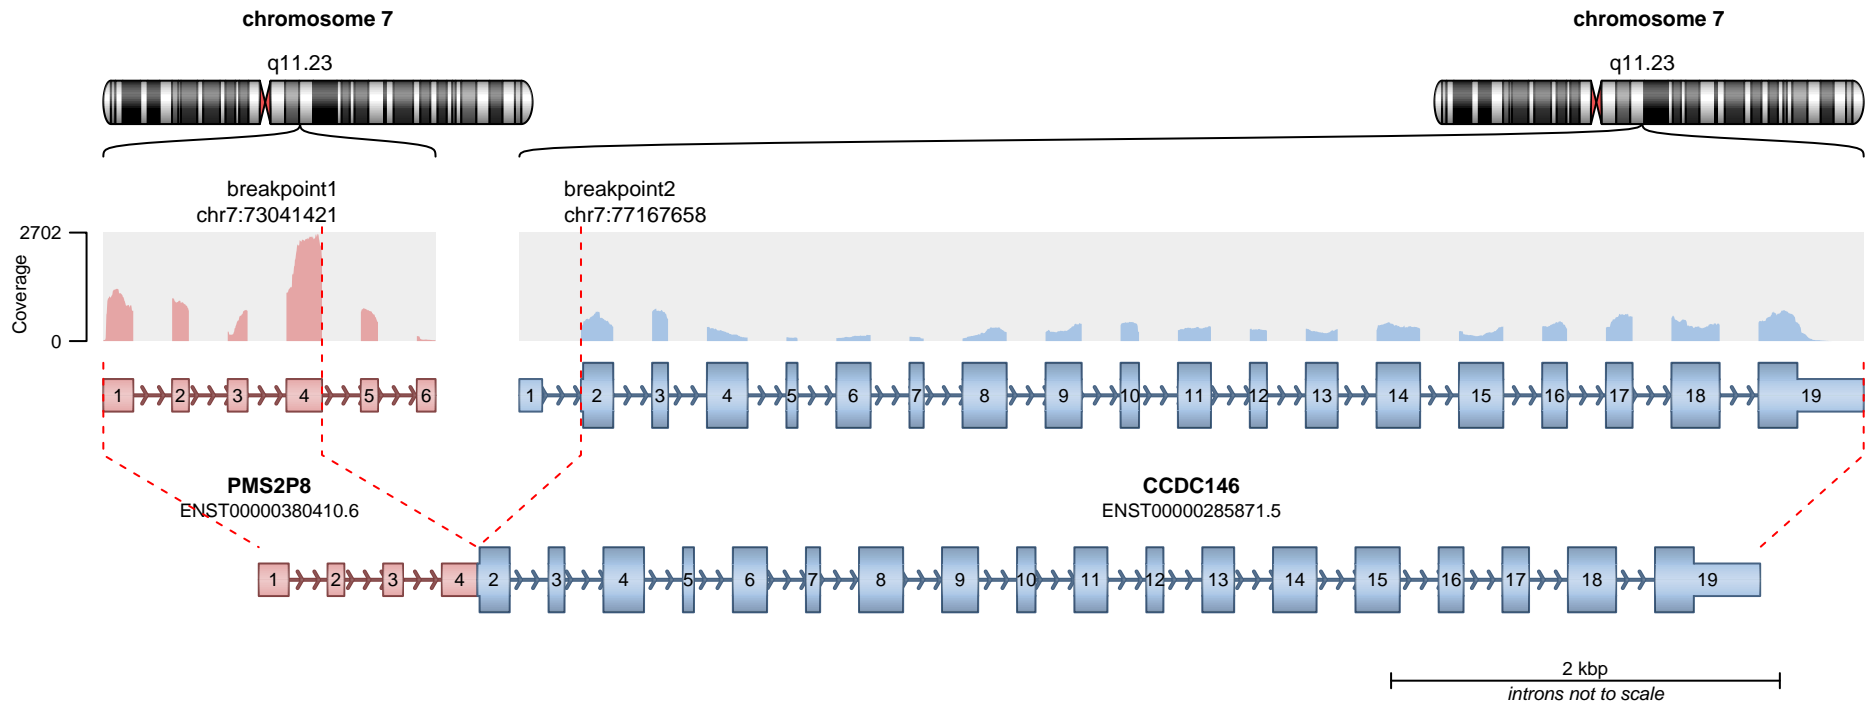 chromosome 7
chromosome 7
q11.23
q11.23
breakpoint1
chr7:73041421
breakpoint2
chr7:77167658
2702
Coverage
0
1 2 3 4 5 6
1 2 3 4 5 6 7 8 9 10 11 12 13 14 15 16 17 18 19
PMS2P8
ENST00000380410.6
CCDC146
ENST00000285871.5
1 2 3 4 2 3 4 5 6 7 8 9 10 11 12 13 14 15 16 17 18 19
2 kbp
introns not to scale